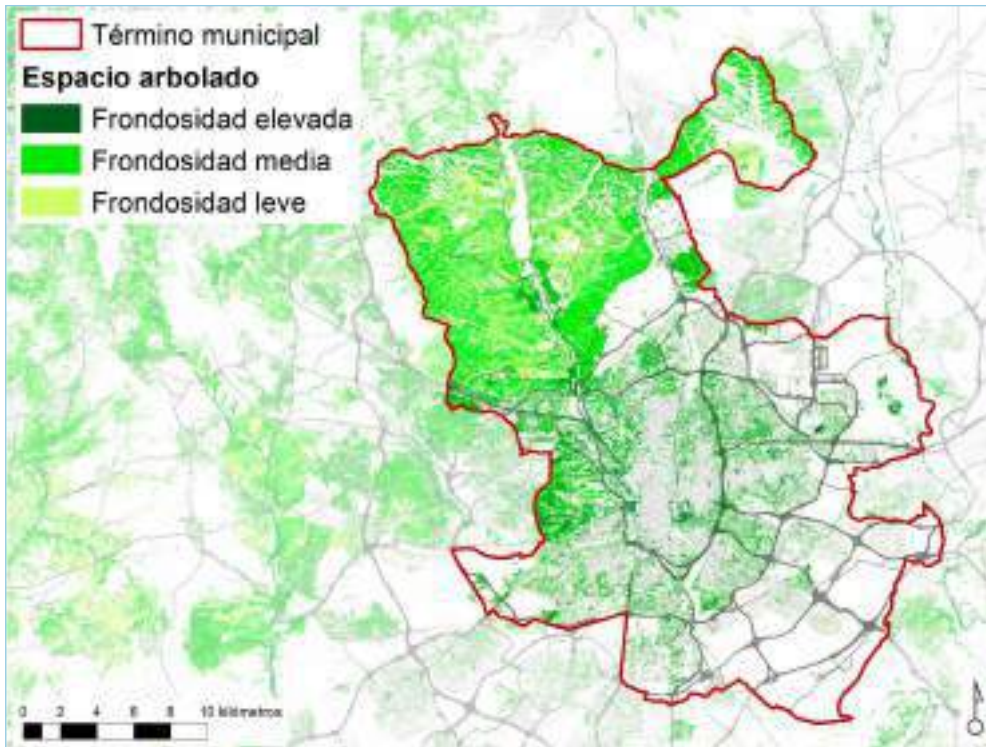 Término municipal
Espacio arbolado
Frondosidad elevada
Frondosidad media
Frondosidad leve
0 2 4 6 8 10 kilómetros